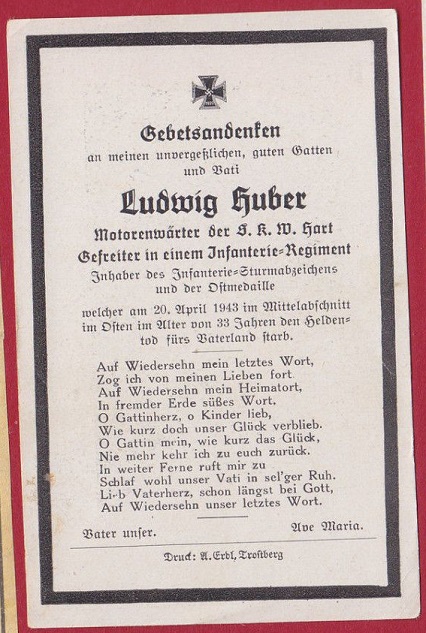 Gebetsandenken
an meinen unvergeßlichen, guten Gatten
und Vati
Ludwig Huber
Motorenwärter der S. K. W. Hart
Gefreiter in einem Infanterie-Regiment
Inhaber des Infanterie-Sturmabzeichens
und der Ostmedaille
welcher am 20. April 1943 im Mittelabschnitt
im Osten im Alter von 33 Jahren den Helden-
tod fürs Vaterland starb.
Auf Wiedersehn mein letztes Wort,
Zog ich von meinen Lieben fort
Auf Wiedersehn mein Heimatort,
In fremder Erde süßes Wort.
O Gattinherz, o Kinder lieb,
Wie kurz doch unser Glück verblieb.
O Gattin mein, wie kurz das Glück,
Nie mehr kehr ich zu euch zurück.
In weiter Ferne ruft mir zu
Schlaf wohl unser Vati in sel'ger Ruh.
Lieb Vaterherz, schon längst bei Gott,
Auf Wiedersehn unser letztes Wort.
Vater unser. Ave Maria.
Druck: A. Erbl, Trostberg